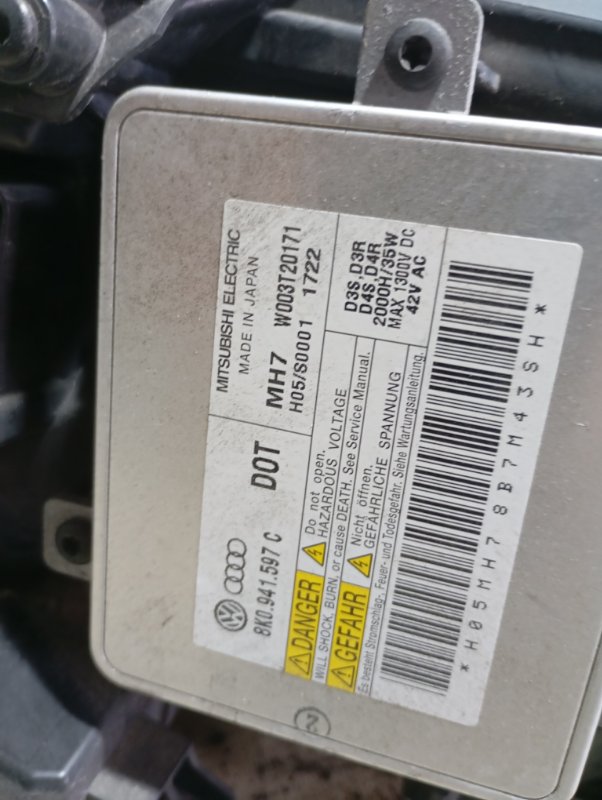 MITSUBISHI ELECTRIC
MADE IN JAPAN
DOT
MH7 W003T20171
H05/S0001 1722
8K0.941.597 C
D3S,D3R
D4S,D4R
2000H/35W
MAX 1300V DC
42V AC
DANGER
Do not open.
HAZARDOUS VOLTAGE
WILL SHOCK, BURN, or cause DEATH. See Service Manual.
GEFAHR
Nicht öffnen.
GEFÄHRLICHE SPANNUNG
Es besteht Stromschlag-, Feuer- und Todesgefahr. Siehe Wartungsanleitung.
*H05MH78B7M43SH*
2